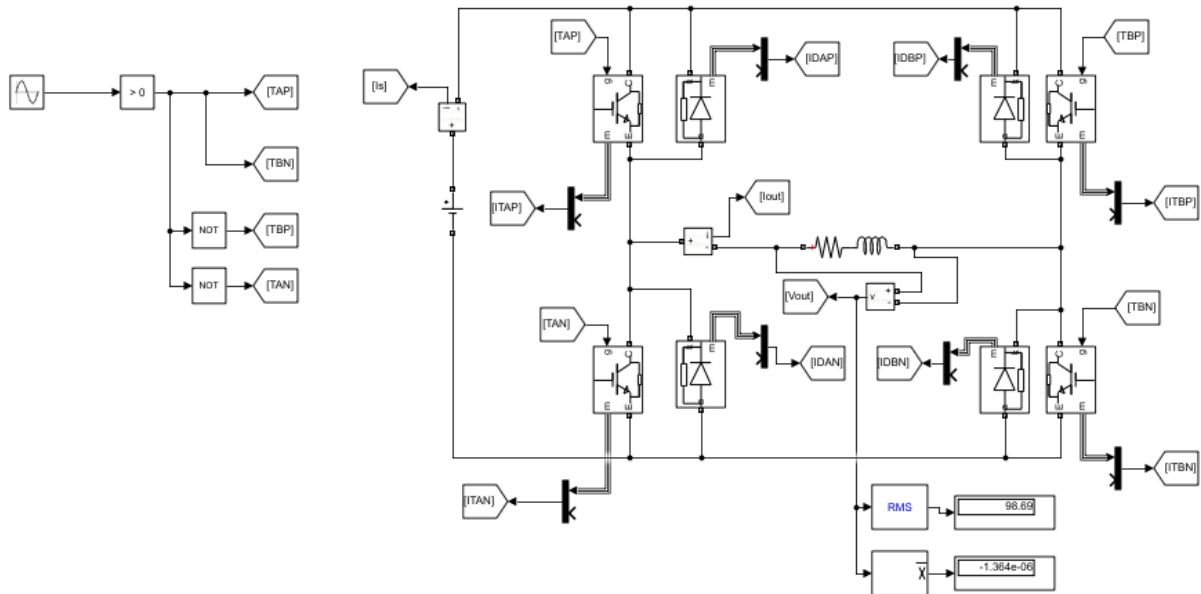 [TAP]
[TBP]
[IDAP]
[IDBP]
[Is]
> 0
[TAP]
g
C
m
E
m
m
C
g
E
m
[TBN]
[ITAP]
[Iout]
[ITBP]
NOT
[TBP]
+
i
-
NOT
[TAN]
[Vout]
v
+
-
[TAN]
[TBN]
[IDAN]
[IDBN]
g
C
m
E
m
m
C
g
E
m
[ITBN]
[ITAN]
RMS
98.69
X
-1.364e-06